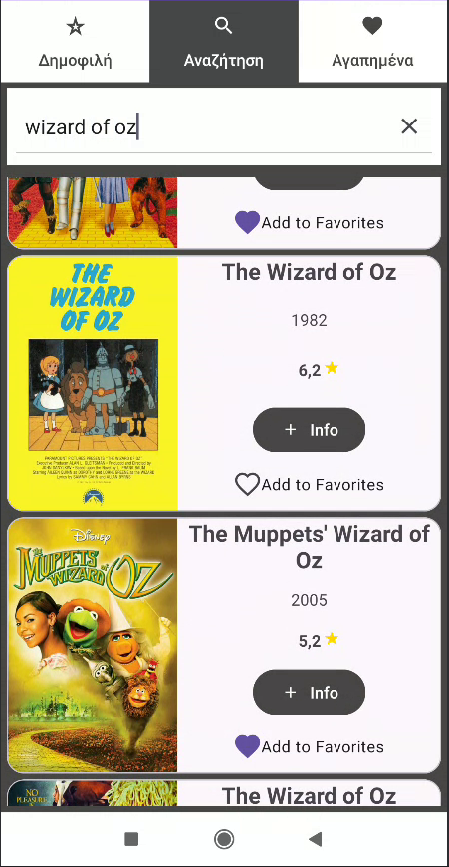 Δημοφιλή
Αναζήτηση
Αγαπημένα
wizard of oz
Add to Favorites
THE
WIZARD
OF OZ
The Wizard of Oz
1982
6,2
+ Info
Add to Favorites
Disney
THE MUPPETS' WIZARD OF OZ
The Muppets' Wizard of
Oz
2005
5,2
+ Info
Add to Favorites
NO
The Wizard of Oz